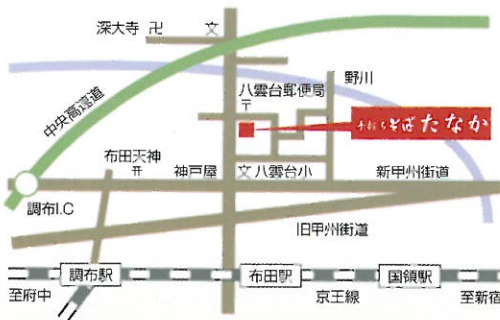 深大寺 卍
文
中央高速道
八雲台郵便局
〒
野川
手打ちそばたなか
布田天神
神戸屋
文 八雲台小
新甲州街道
調布I.C
旧甲州街道
調布駅
布田駅
国領駅
至府中
京王線
至新宿